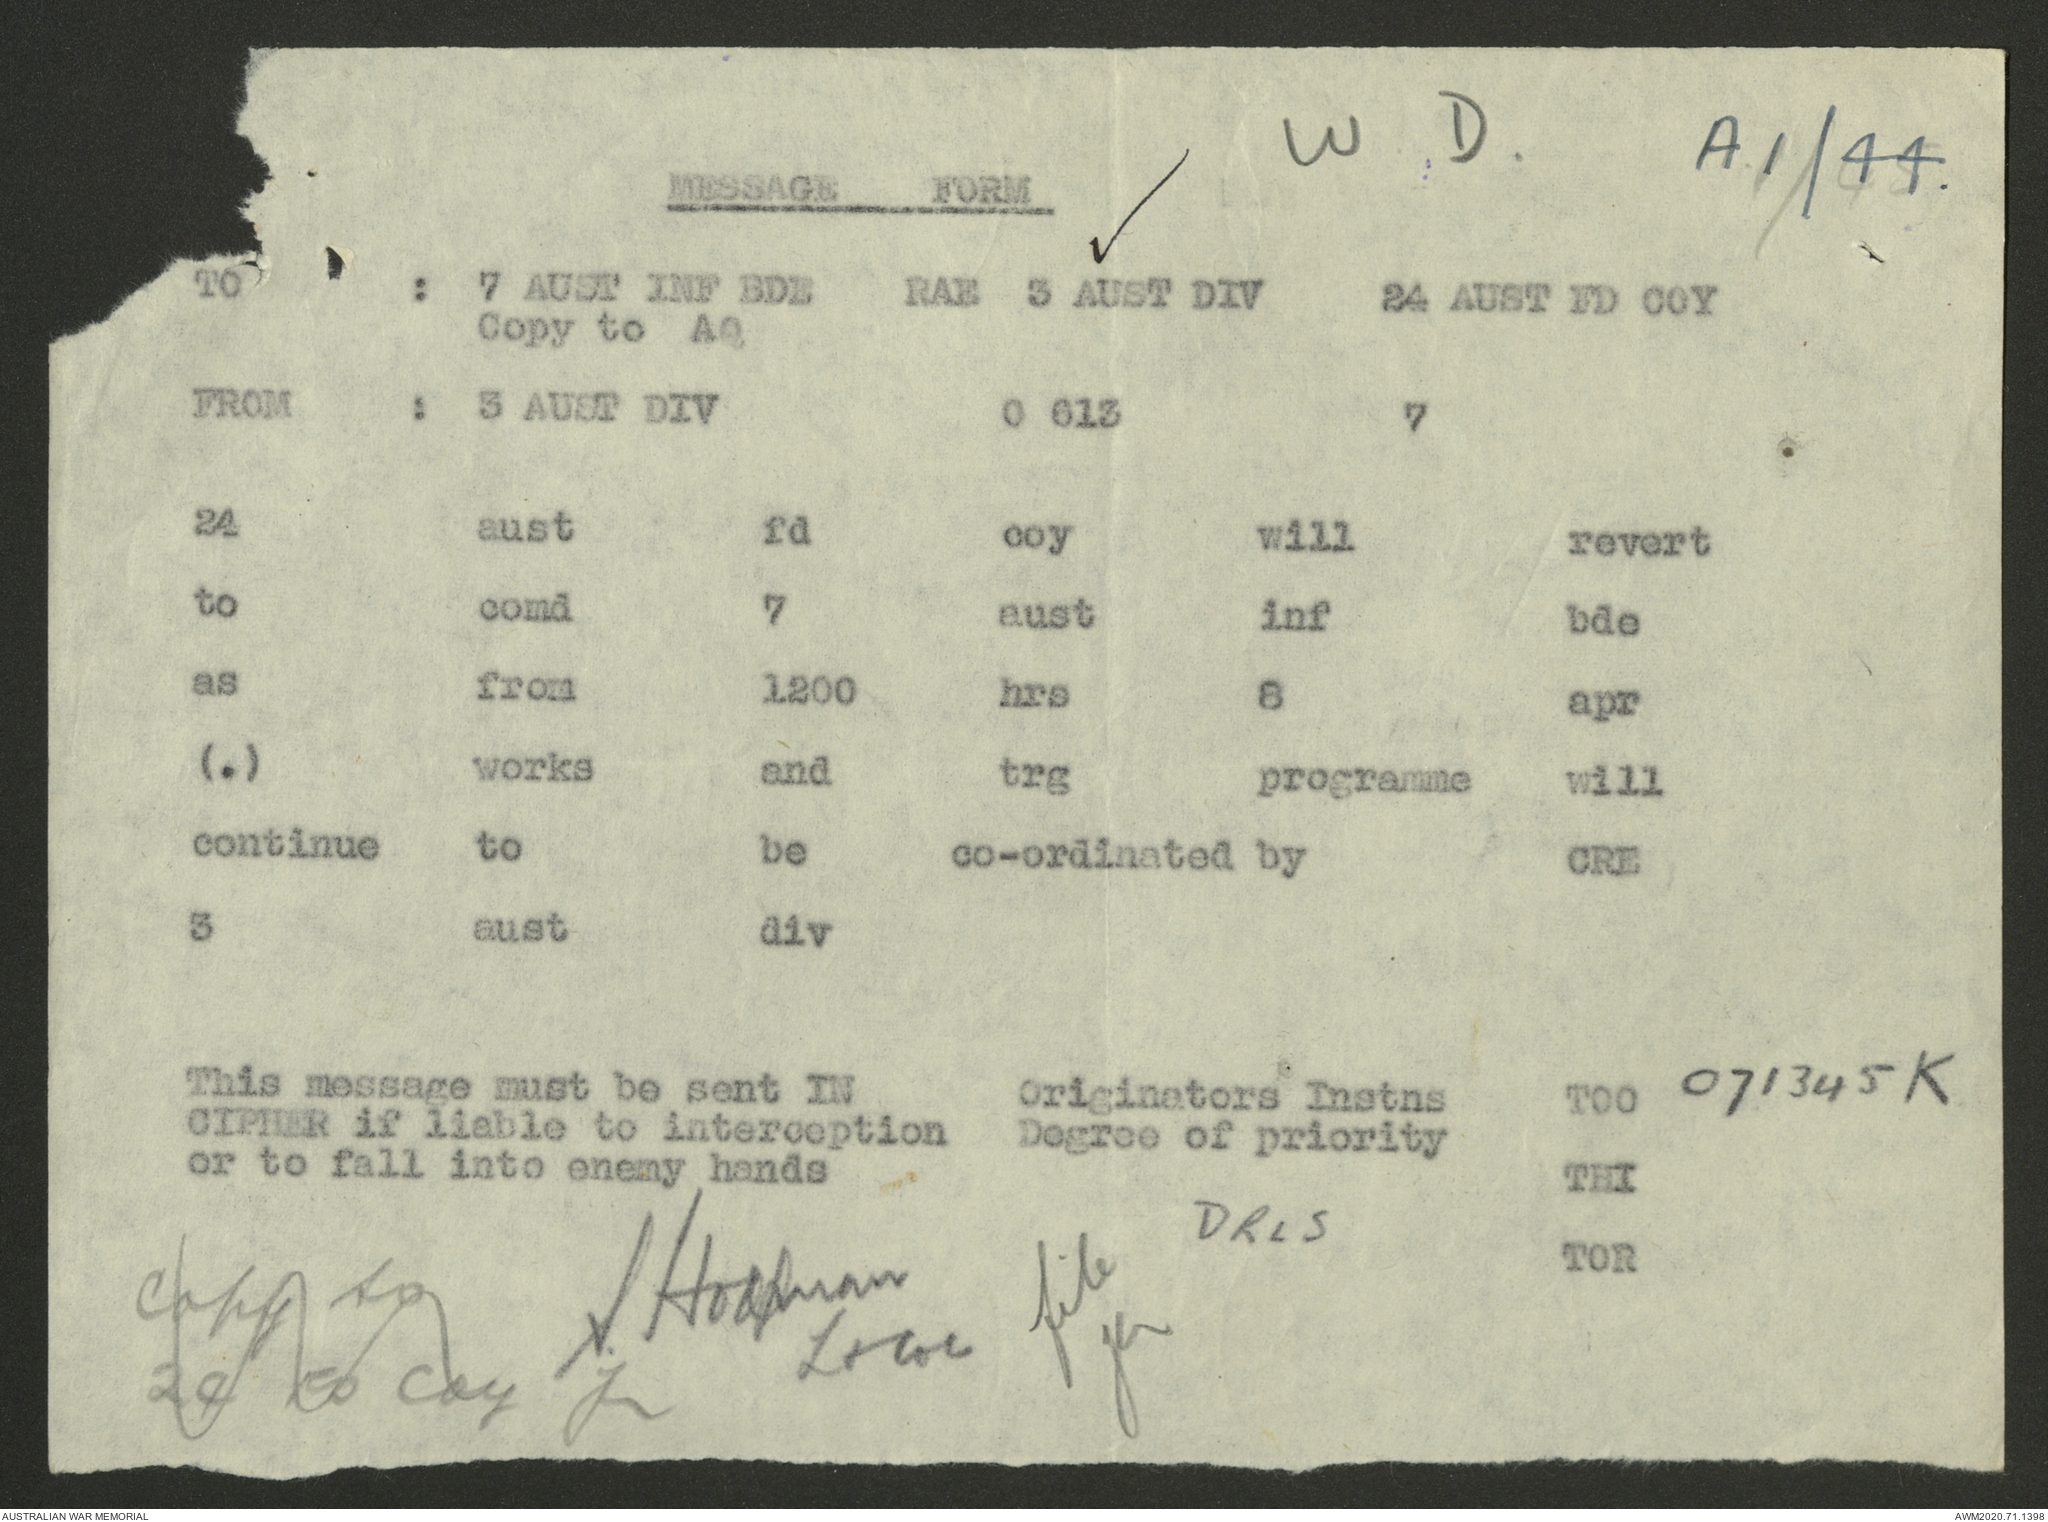 W.D. A.1/44.
MESSAGE FORM
TO : 7 AUST INF BDE RAE 3 AUST DIV 24 AUST FD COY
Copy to AQ
FROM : 3 AUST DIV O 613 7
24 aust fd coy will revert
to comd 7 aust inf bde
as from 1200 hrs 8 apr
(.) works and trg programme will
continue to be co-ordinated by CRE
3 aust div
This message must be sent IN
CIPHER if liable to interception
or to fall into enemy hands
Originators Instns
Degree of priority
TOO 071345K
THI
TOR
DRLS
Copy to
24 FD Coy
file
AUSTRALIAN WAR MEMORIAL
AWM2020.71.1398